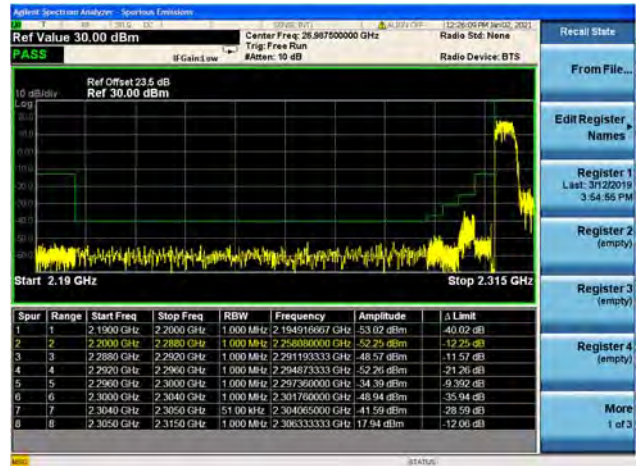 Agilent Spectrum Analyzer - Spurious Emissions
SENSE:INT
ALIGN OFF
12:26:09 PM Jan 02, 2021
Ref Value 30.00 dBm
Center Freq: 26.987500000 GHz
Radio Std: None
Trig: Free Run
PASS
IFGain:Low
#Atten: 10 dB
Radio Device: BTS
Ref Offset 23.5 dB
10 dB/div
Ref 30.00 dBm
Log
Start 2.19 GHz
Stop 2.315 GHz
Spur Range Start Freq Stop Freq RBW Frequency Amplitude Δ Limit
1 1 2.1900 GHz 2.2000 GHz 1.000 MHz 2.194916667 GHz -53.02 dBm -40.02 dB
2 2 2.2000 GHz 2.2880 GHz 1.000 MHz 2.258080000 GHz -52.25 dBm -12.25 dB
3 3 2.2880 GHz 2.2920 GHz 1.000 MHz 2.291193333 GHz -48.57 dBm -11.57 dB
4 4 2.2920 GHz 2.2960 GHz 1.000 MHz 2.294873333 GHz -52.26 dBm -21.26 dB
5 5 2.2960 GHz 2.3000 GHz 1.000 MHz 2.297360000 GHz -34.39 dBm -9.392 dB
6 6 2.3000 GHz 2.3040 GHz 1.000 MHz 2.301760000 GHz -48.94 dBm -35.94 dB
7 7 2.3040 GHz 2.3050 GHz 51.00 kHz 2.304065000 GHz -41.59 dBm -28.59 dB
8 8 2.3050 GHz 2.3150 GHz 1.000 MHz 2.306333333 GHz 17.94 dBm -12.06 dB
MSG
STATUS
Recall State
From File...
Edit Register
Names
Register 1
Last: 3/12/2019
3:54:55 PM
Register 2
(empty)
Register 3
(empty)
Register 4
(empty)
More
1 of 3